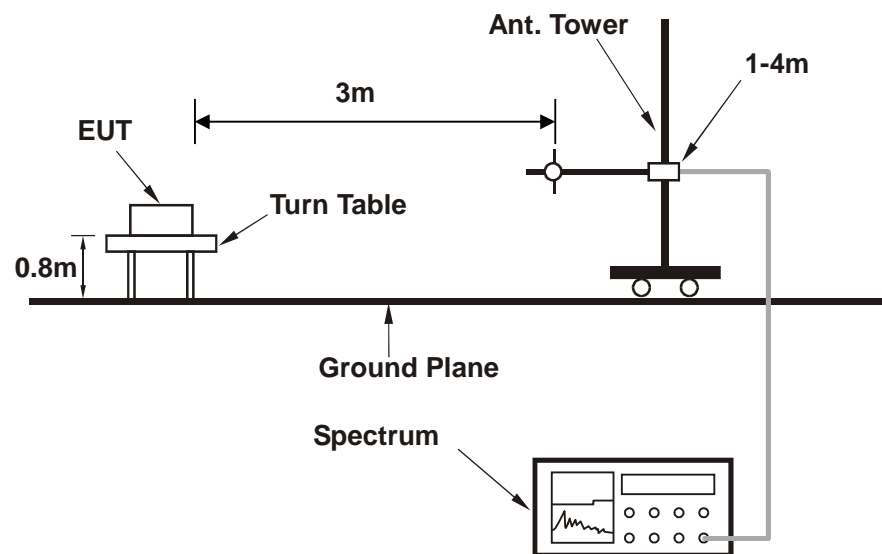 Ant. Tower
1-4m
3m
EUT
Turn Table
0.8m
Ground Plane
Spectrum